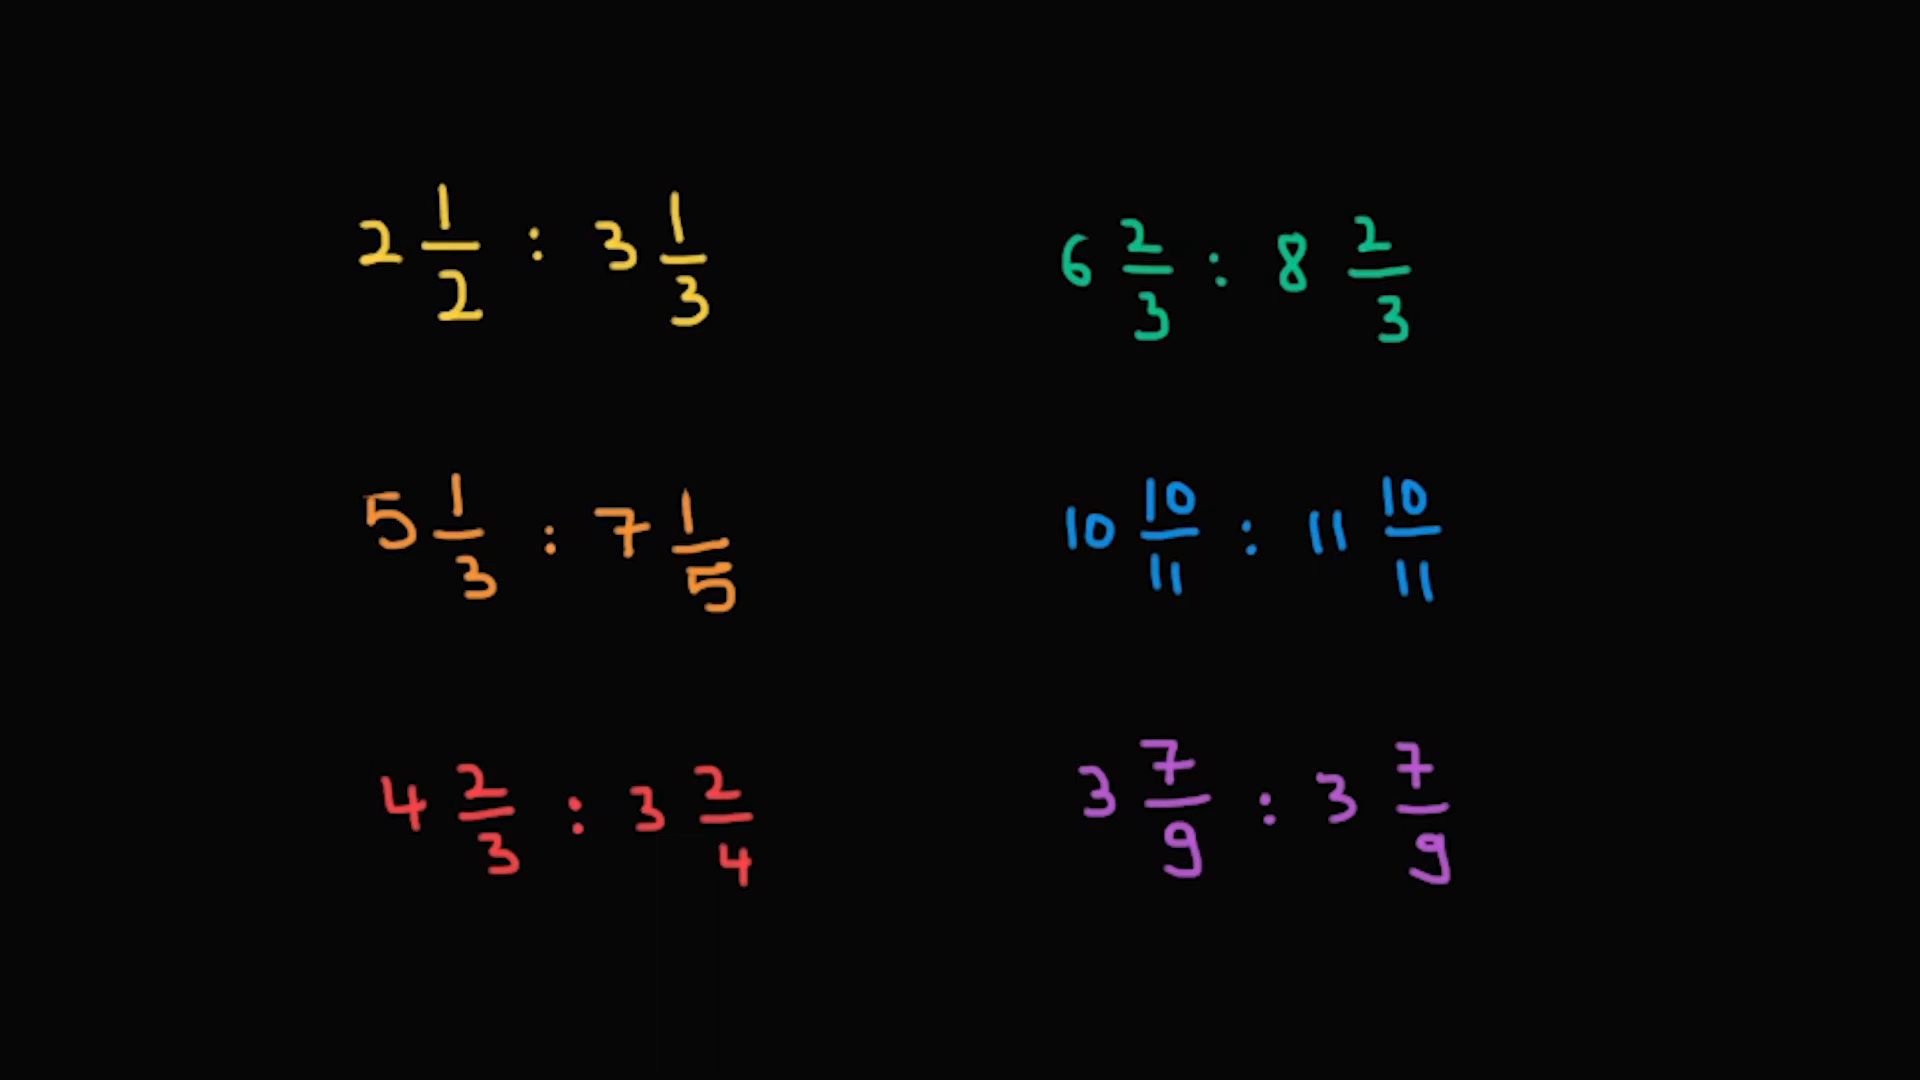 2 1/2 : 3 1/3
6 2/3 : 8 2/3
5 1/3 : 7 1/5
10 10/11 : 11 10/11
4 2/3 : 3 2/4
3 7/9 : 3 7/9